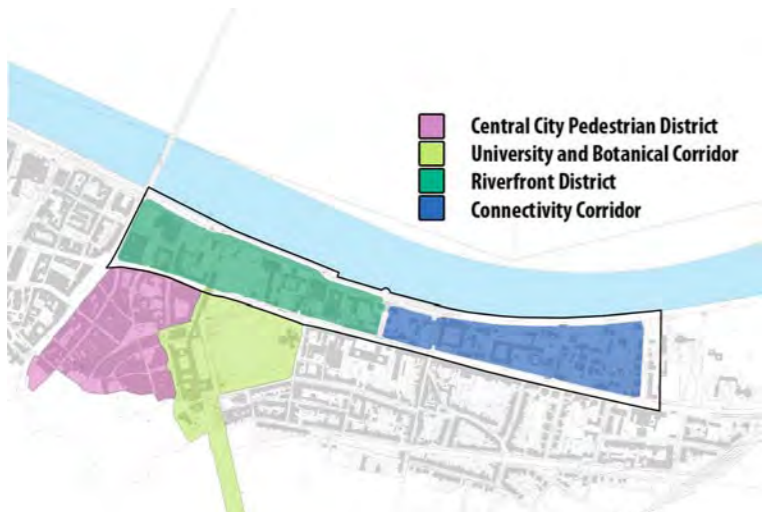 Central City Pedestrian District
University and Botanical Corridor
Riverfront District
Connectivity Corridor